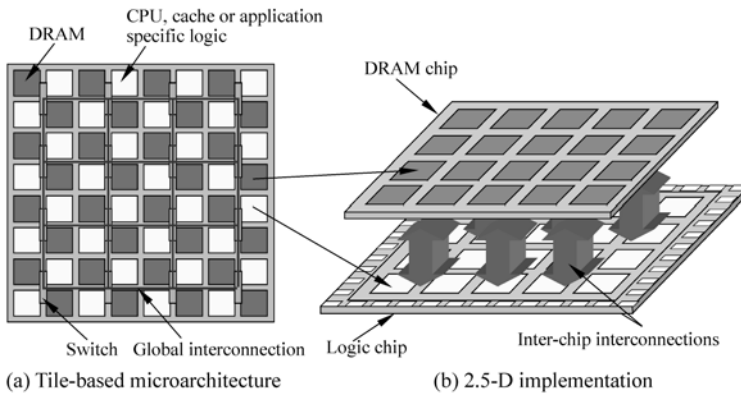 CPU, cache or application
specific logic
DRAM
DRAM chip
Switch
Global interconnection
Logic chip
Inter-chip interconnections
(a) Tile-based microarchitecture
(b) 2.5-D implementation